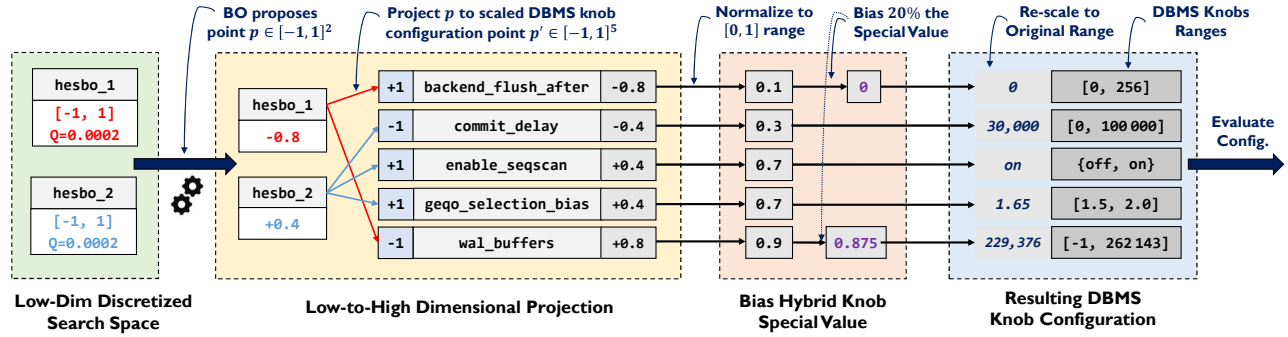 BO proposes
point p ∈ [−1, 1]²
Project p to scaled DBMS knob
configuration point p′ ∈ [−1, 1]⁵
Normalize to
[0, 1] range
Bias 20% the
Special Value
Re-scale to
Original Range
DBMS Knobs
Ranges
hesbo_1
[-1, 1]
Q=0.0002
hesbo_2
[-1, 1]
Q=0.0002
hesbo_1
-0.8
hesbo_2
+0.4
+1 backend_flush_after -0.8
-1 commit_delay -0.4
+1 enable_seqscan +0.4
+1 geqo_selection_bias +0.4
-1 wal_buffers +0.8
0.1 0
0.3
0.7
0.7
0.9 0.875
0 [0, 256]
30,000 [0, 100 000]
on {off, on}
1.65 [1.5, 2.0]
229,376 [-1, 262 143]
Evaluate
Config.
Low-Dim Discretized
Search Space
Low-to-High Dimensional Projection
Bias Hybrid Knob
Special Value
Resulting DBMS
Knob Configuration